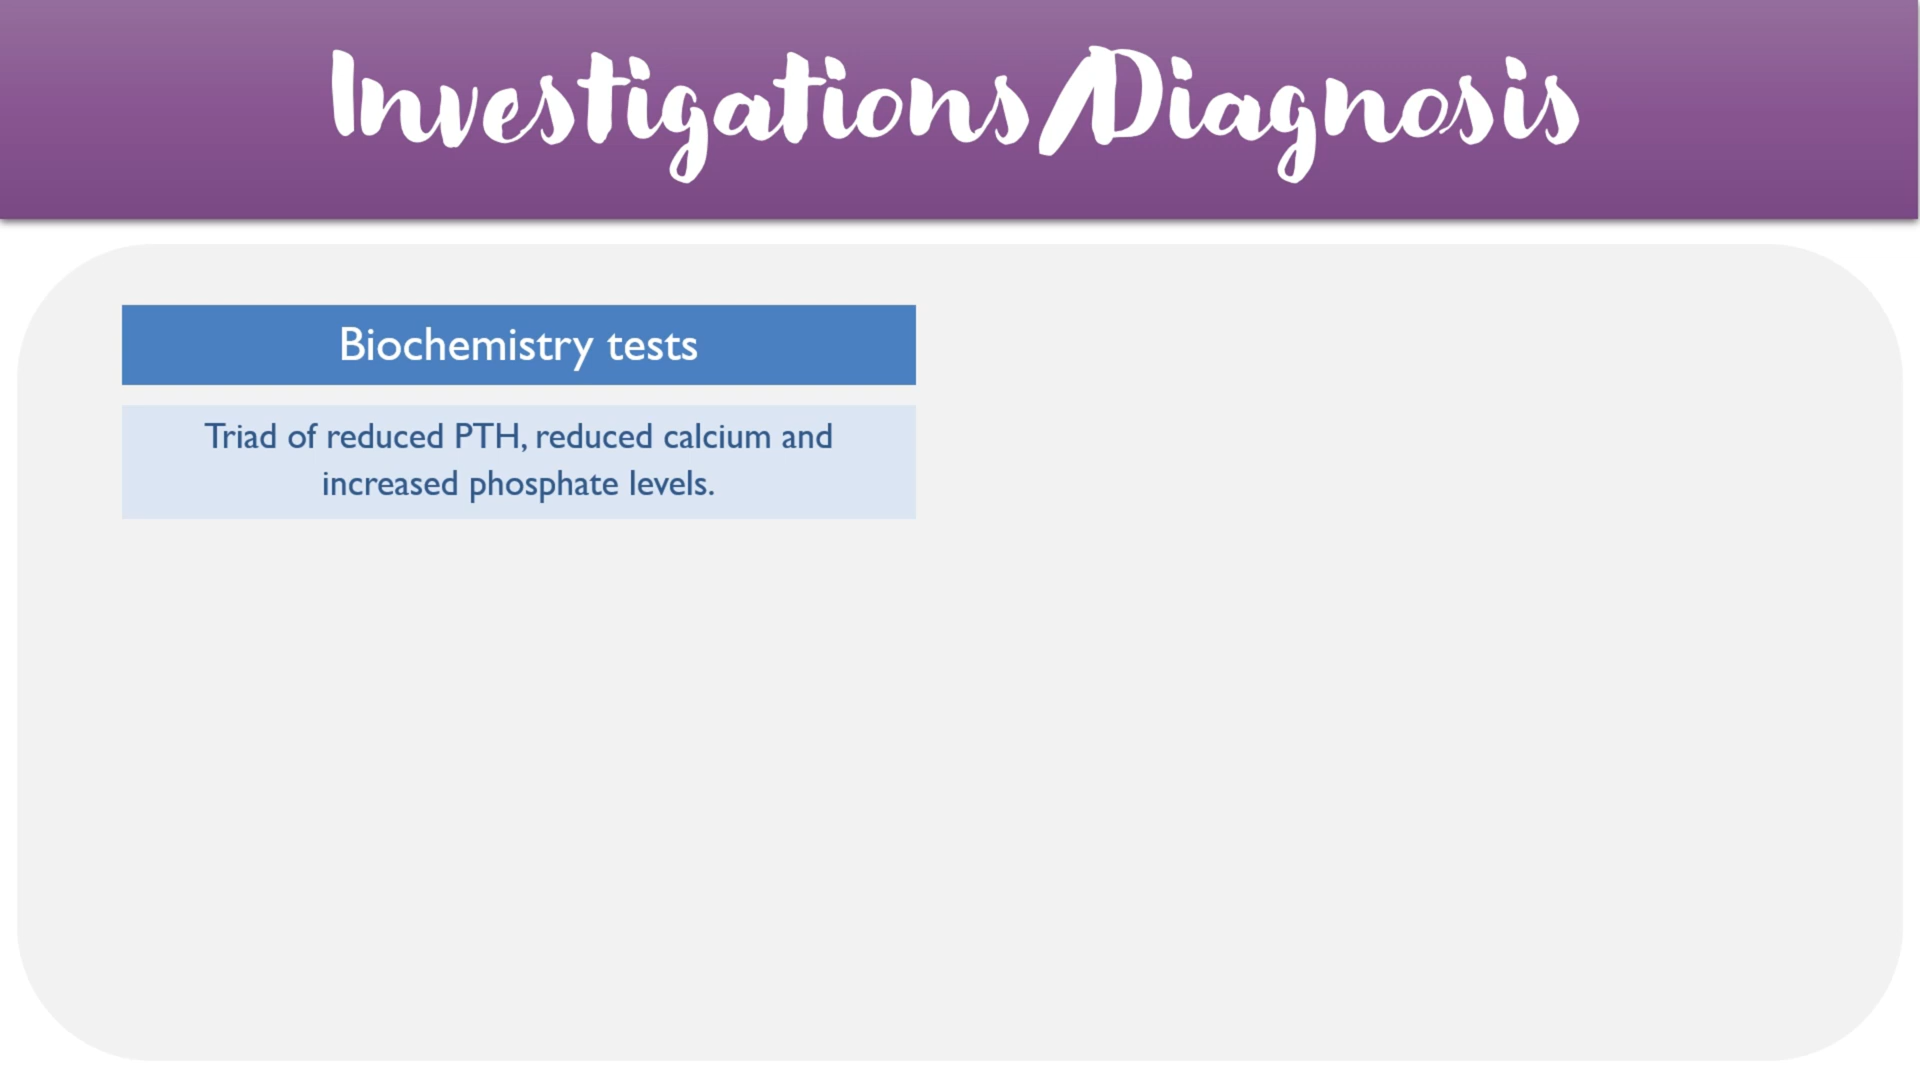 Investigations/Diagnosis
Biochemistry tests
Triad of reduced PTH, reduced calcium and
increased phosphate levels.